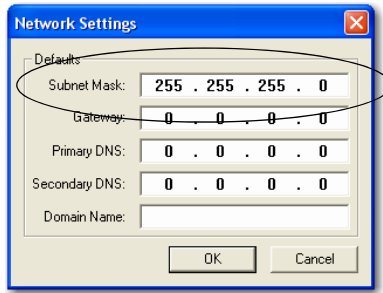 Network Settings
Defaults
Subnet Mask: 255 . 255 . 255 . 0
Gateway: 0 . 0 . 0 . 0
Primary DNS: 0 . 0 . 0 . 0
Secondary DNS: 0 . 0 . 0 . 0
Domain Name:
OK Cancel